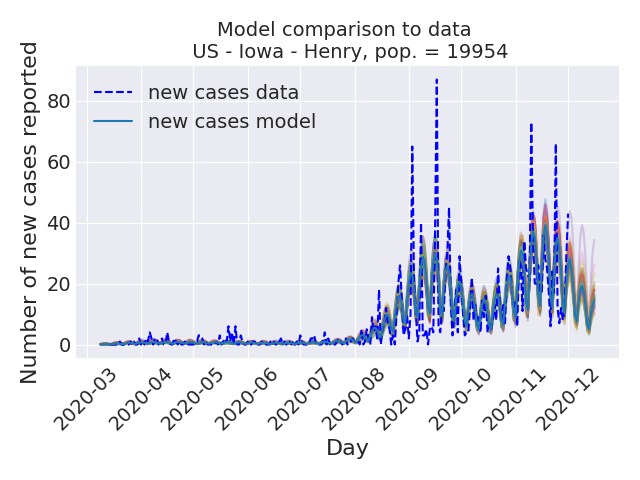 Model comparison to data
US - Iowa - Henry, pop. = 19954
Number of new cases reported
80
60
40
20
0
new cases data
new cases model
2020-03
2020-04
2020-05
2020-06
2020-07
2020-08
2020-09
2020-10
2020-11
2020-12
Day